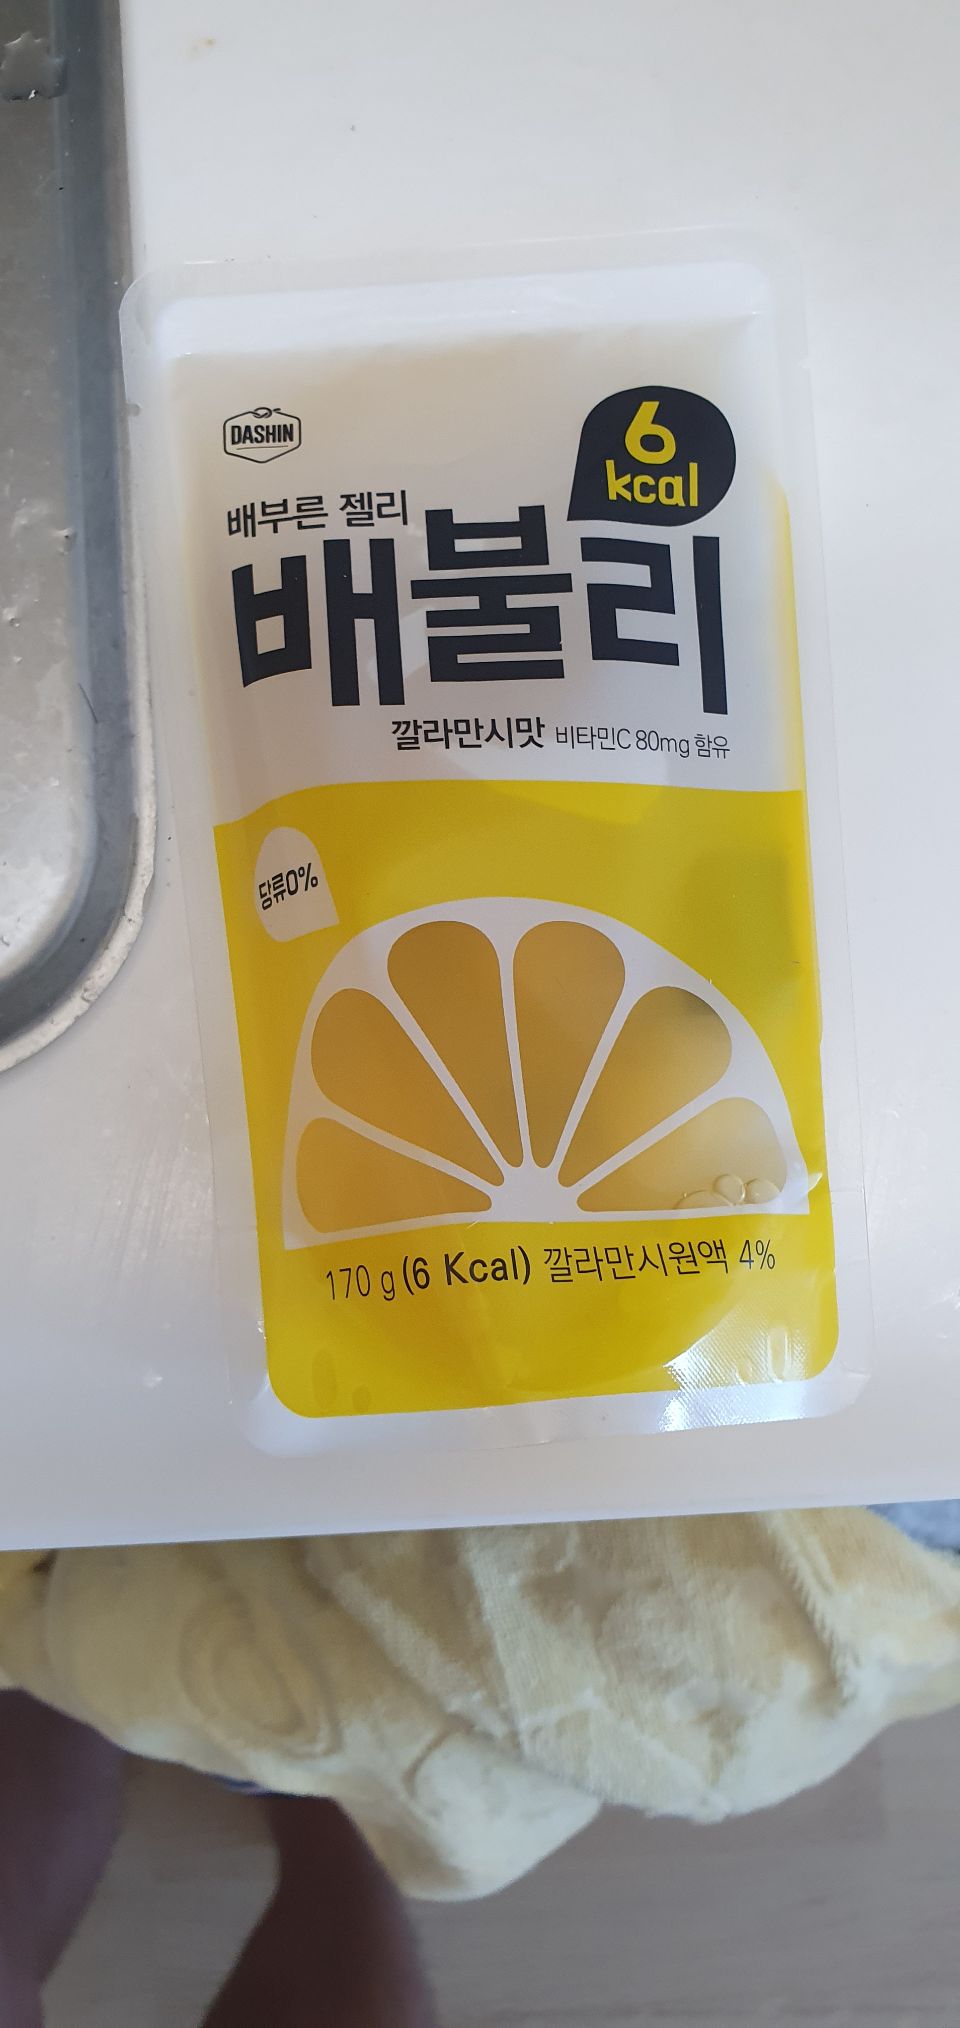 DASHIN
6
kcal
배부른 젤리
배불리
깔라만시맛 비타민C 80mg 함유
당류0%
170 g (6 Kcal) 깔라만시원액 4%